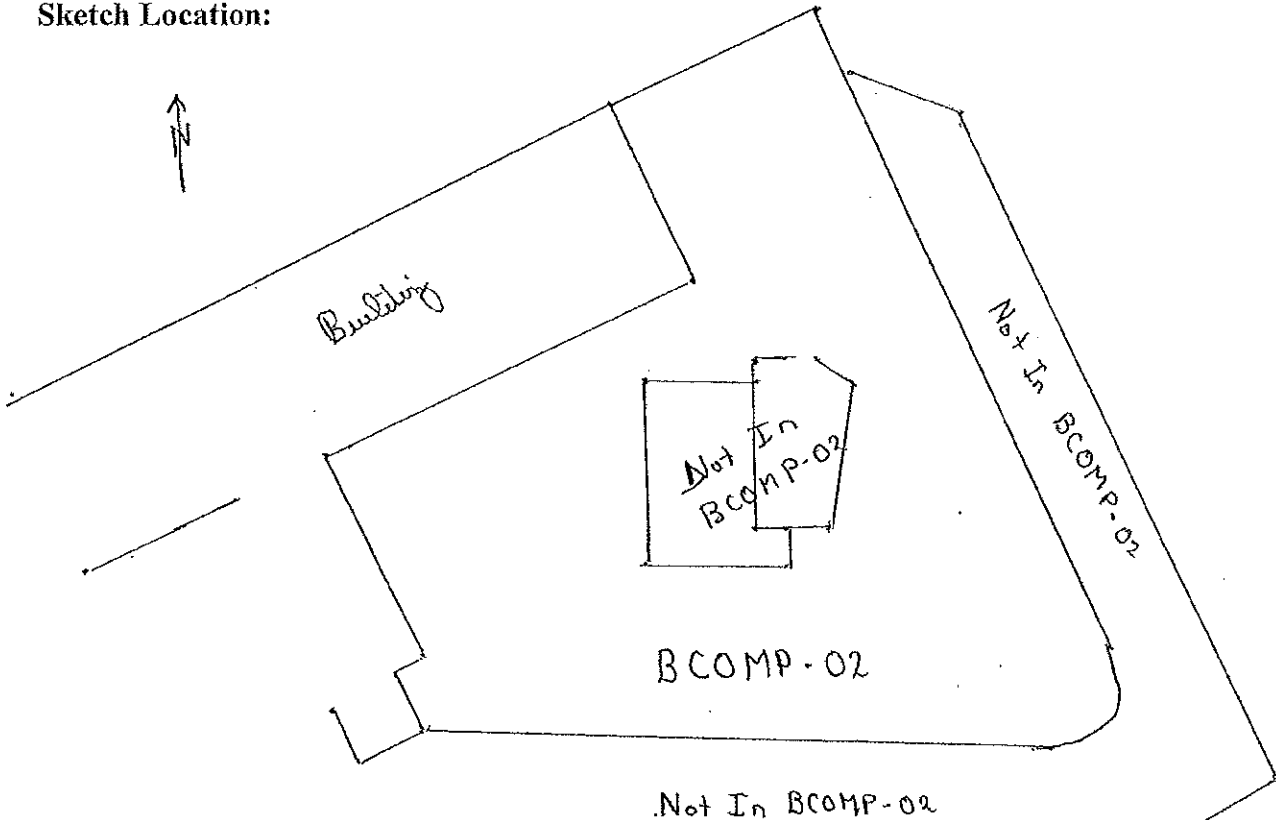 Sketch Location:
N
Building
Not In BCOMP-02
Not In
BCOMP-02
BCOMP-02
.Not In BCOMP-02